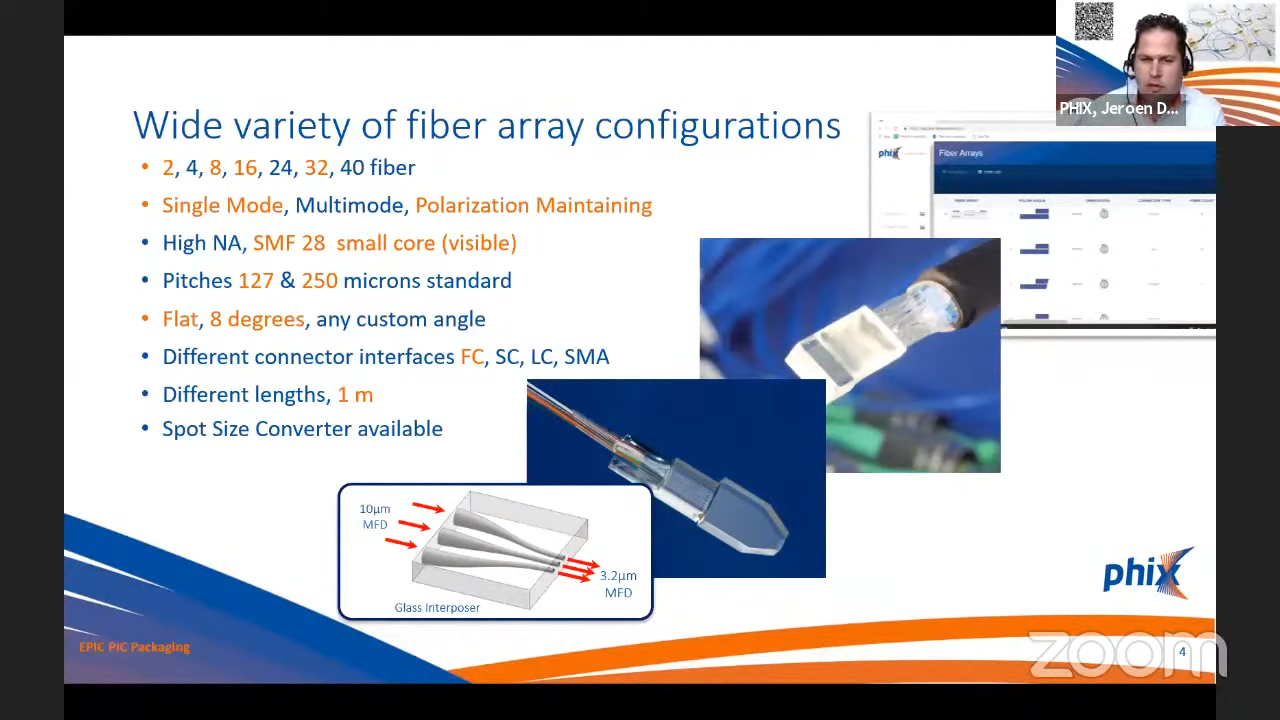 PHIX, Jeroen D...
Wide variety of fiber array configurations
• 2, 4, 8, 16, 24, 32, 40 fiber
• Single Mode, Multimode, Polarization Maintaining
• High NA, SMF 28 small core (visible)
• Pitches 127 & 250 microns standard
• Flat, 8 degrees, any custom angle
• Different connector interfaces FC, SC, LC, SMA
• Different lengths, 1 m
• Spot Size Converter available
phix
Fiber Arrays
10µm
MFD
3.2µm
MFD
Glass Interposer
phix
EPIC PIC Packaging
zoom
4